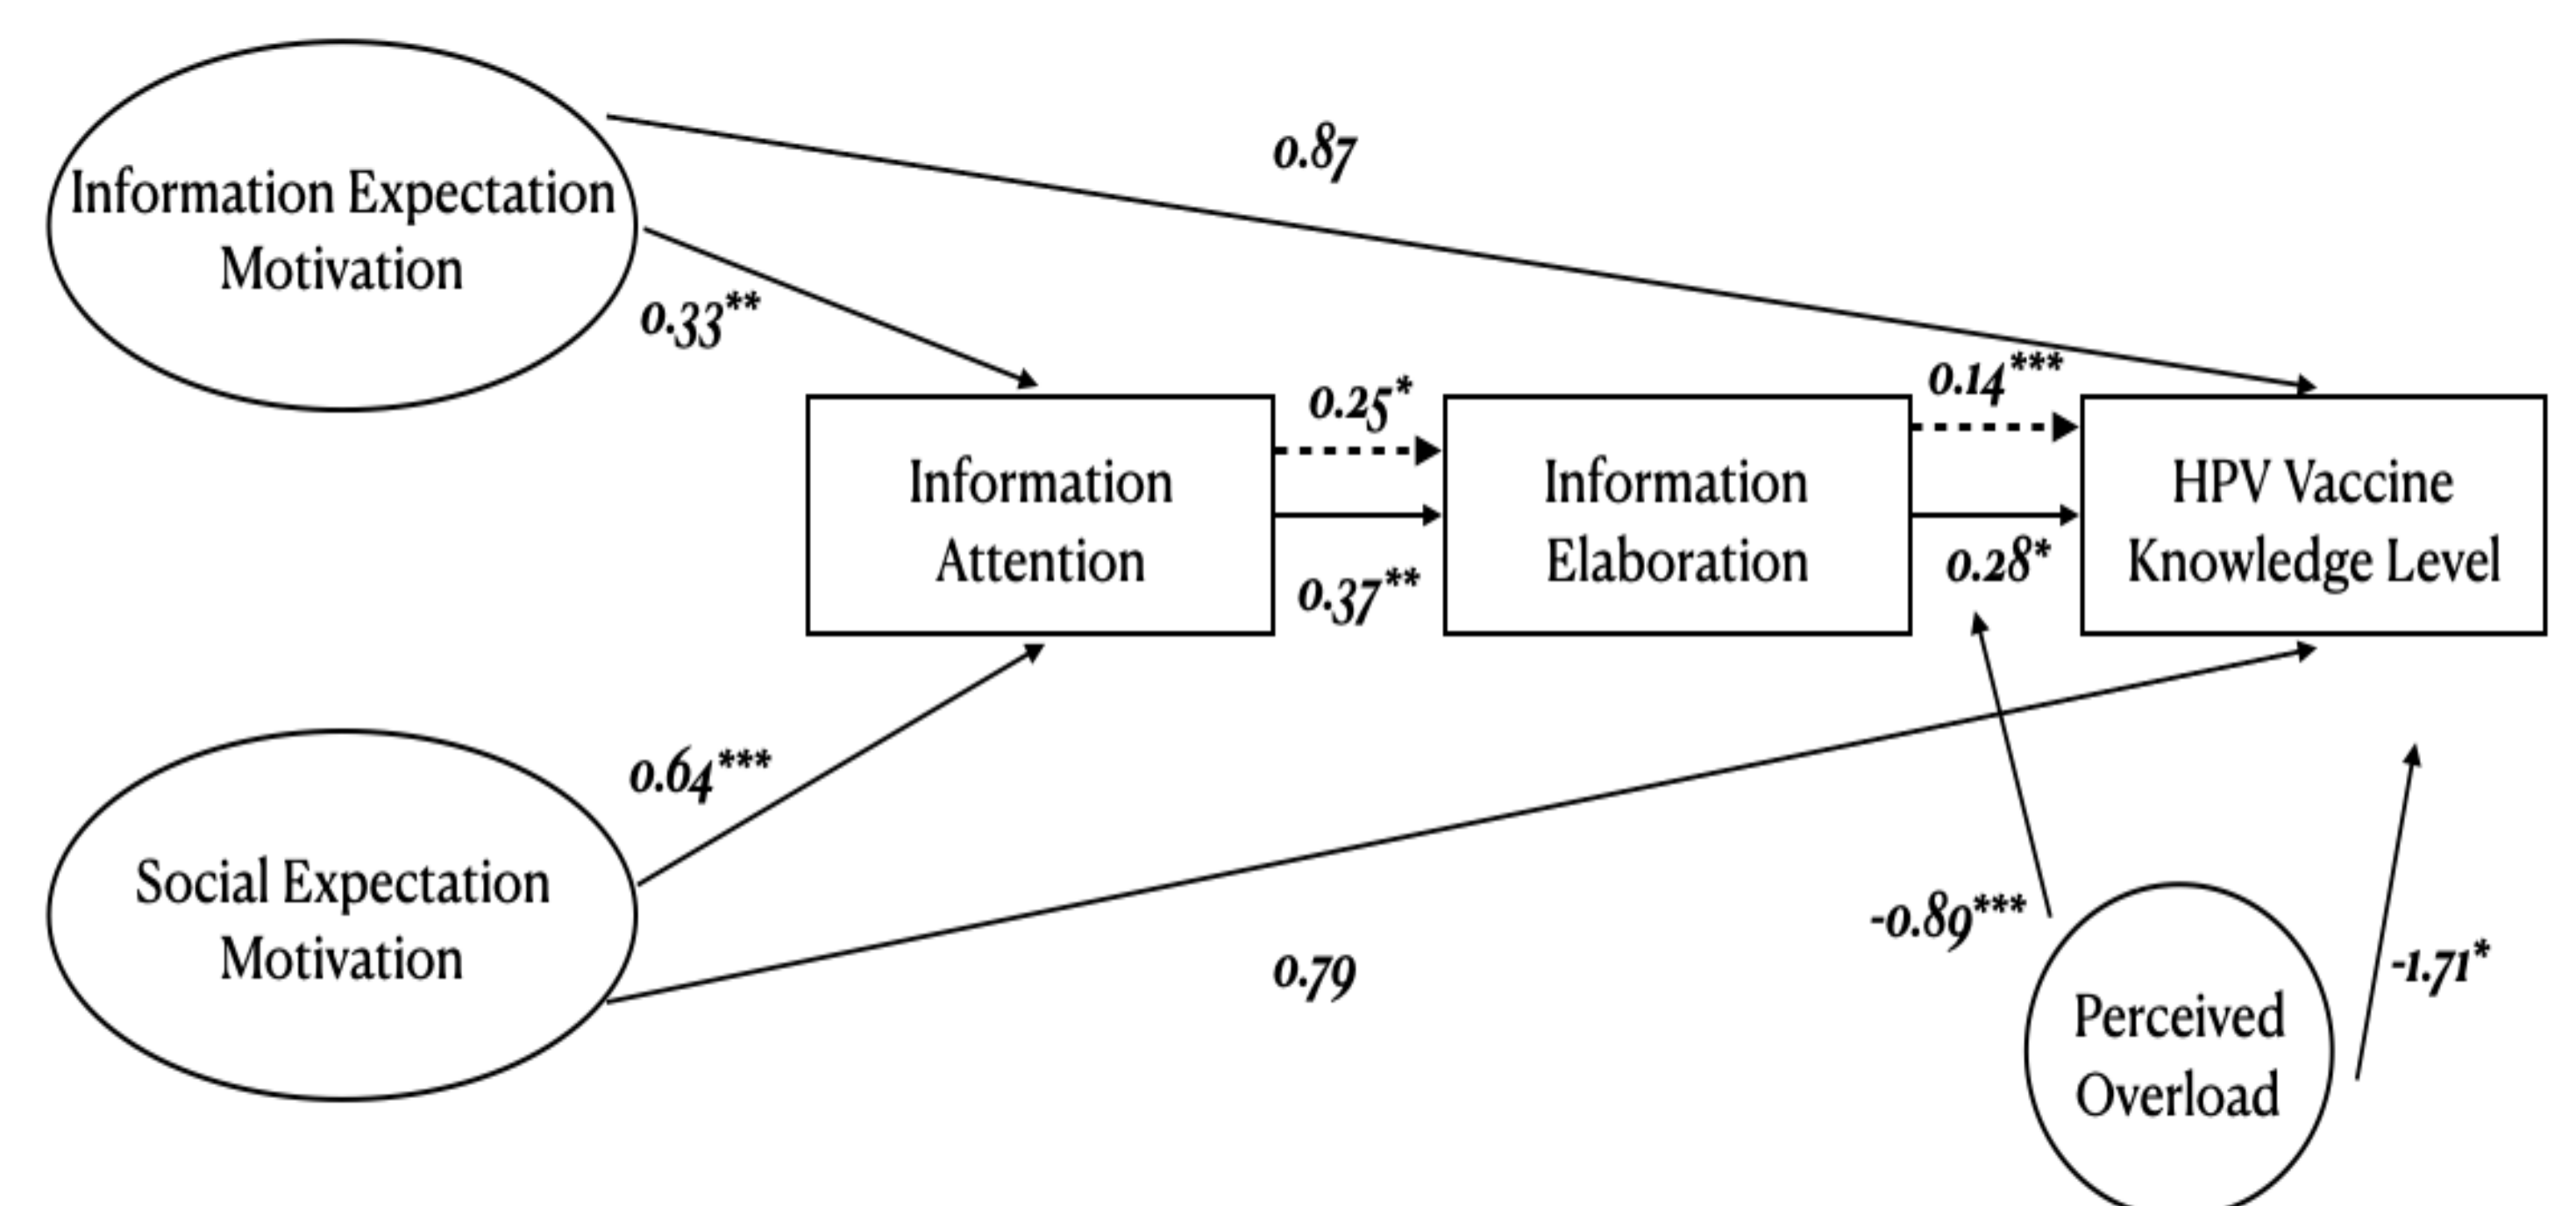 0.87
Information Expectation
Motivation
0.33**
0.25*
0.14***
Information
Attention
Information
Elaboration
HPV Vaccine
Knowledge Level
0.37**
0.28*
0.64***
Social Expectation
Motivation
0.79
-0.89***
-1.71*
Perceived
Overload